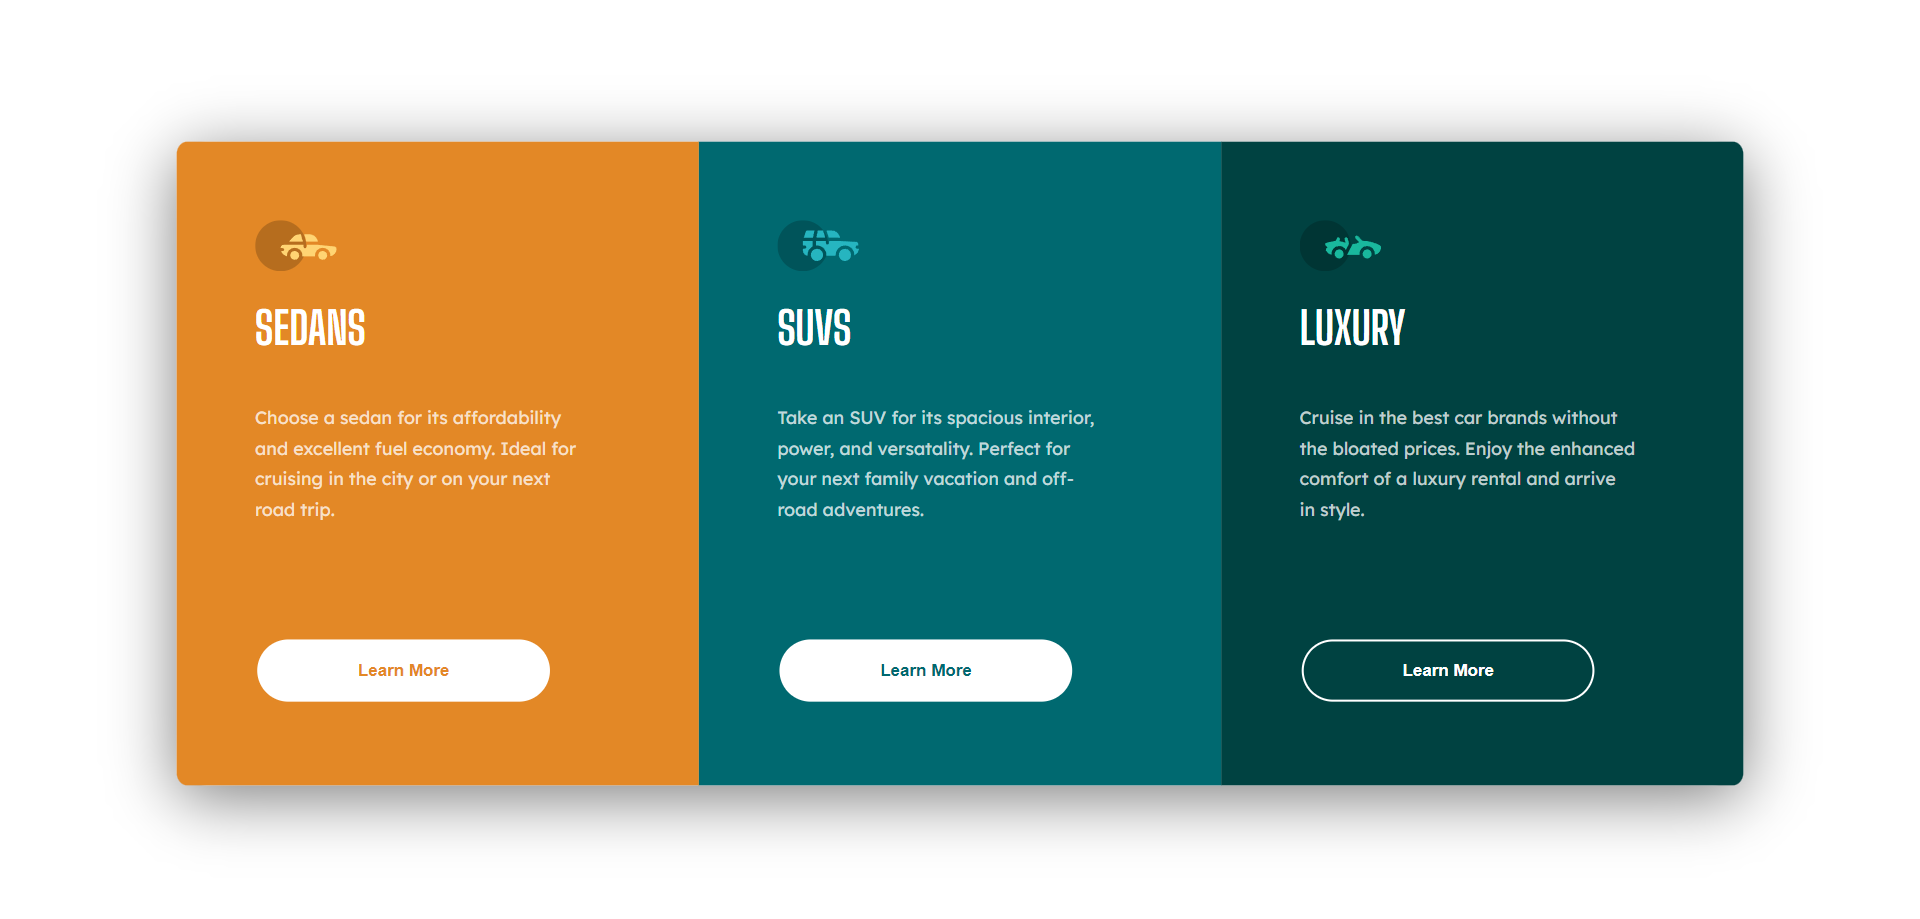 SEDANS
Choose a sedan for its affordability
and excellent fuel economy. Ideal for
cruising in the city or on your next
road trip.
Learn More
SUVS
Take an SUV for its spacious interior,
power, and versatality. Perfect for
your next family vacation and off-
road adventures.
Learn More
LUXURY
Cruise in the best car brands without
the bloated prices. Enjoy the enhanced
comfort of a luxury rental and arrive
in style.
Learn More